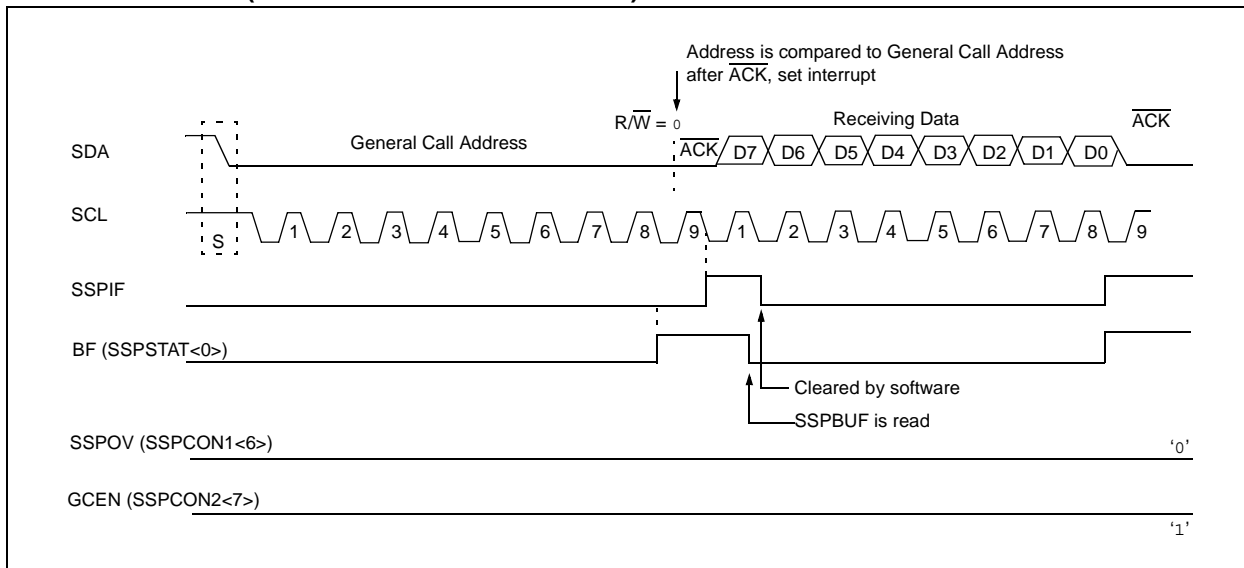 Address is compared to General Call Address
after ACK, set interrupt
R/W = 0
Receiving Data
ACK
SDA
General Call Address
ACK
D7 D6 D5 D4 D3 D2 D1 D0
SCL
S
1 2 3 4 5 6 7 8 9 1 2 3 4 5 6 7 8 9
SSPIF
BF (SSPSTAT<0>)
Cleared by software
SSPBUF is read
SSPOV (SSPCON1<6>)
‘0’
GCEN (SSPCON2<7>)
‘1’